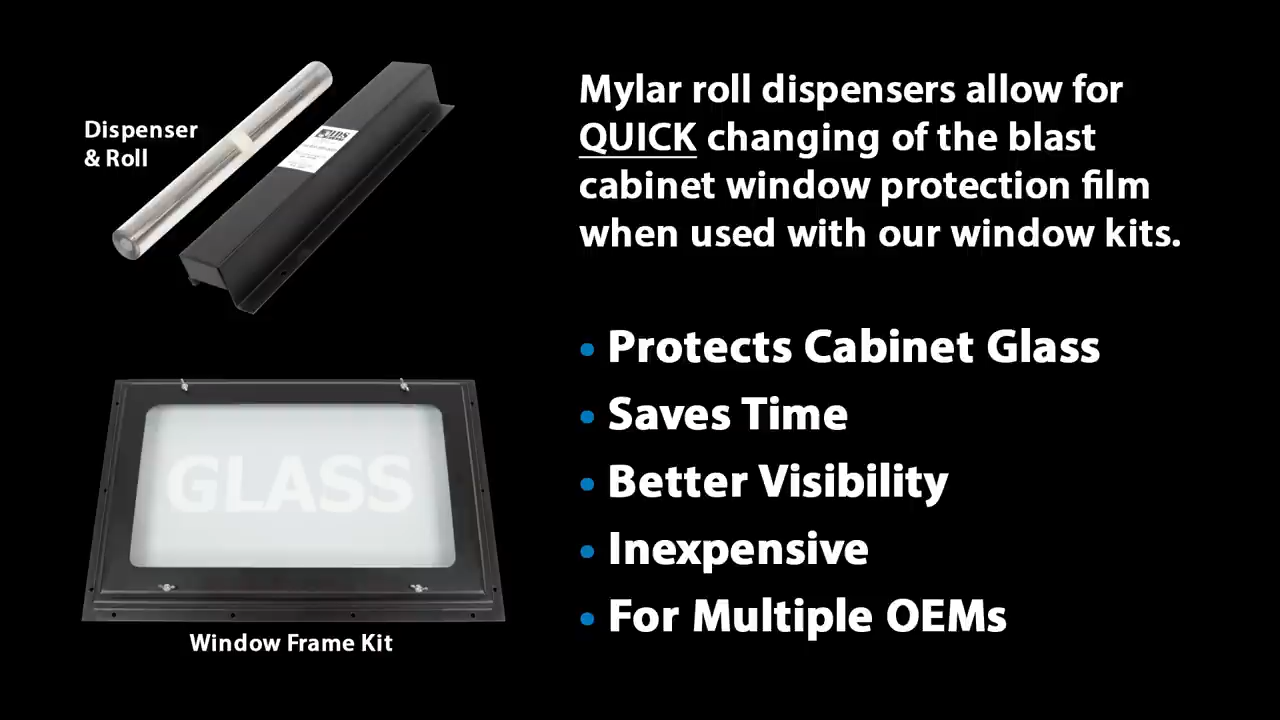 Dispenser
& Roll
Mylar roll dispensers allow for
QUICK changing of the blast
cabinet window protection film
when used with our window kits.
• Protects Cabinet Glass
• Saves Time
• Better Visibility
• Inexpensive
• For Multiple OEMs
GLASS
Window Frame Kit